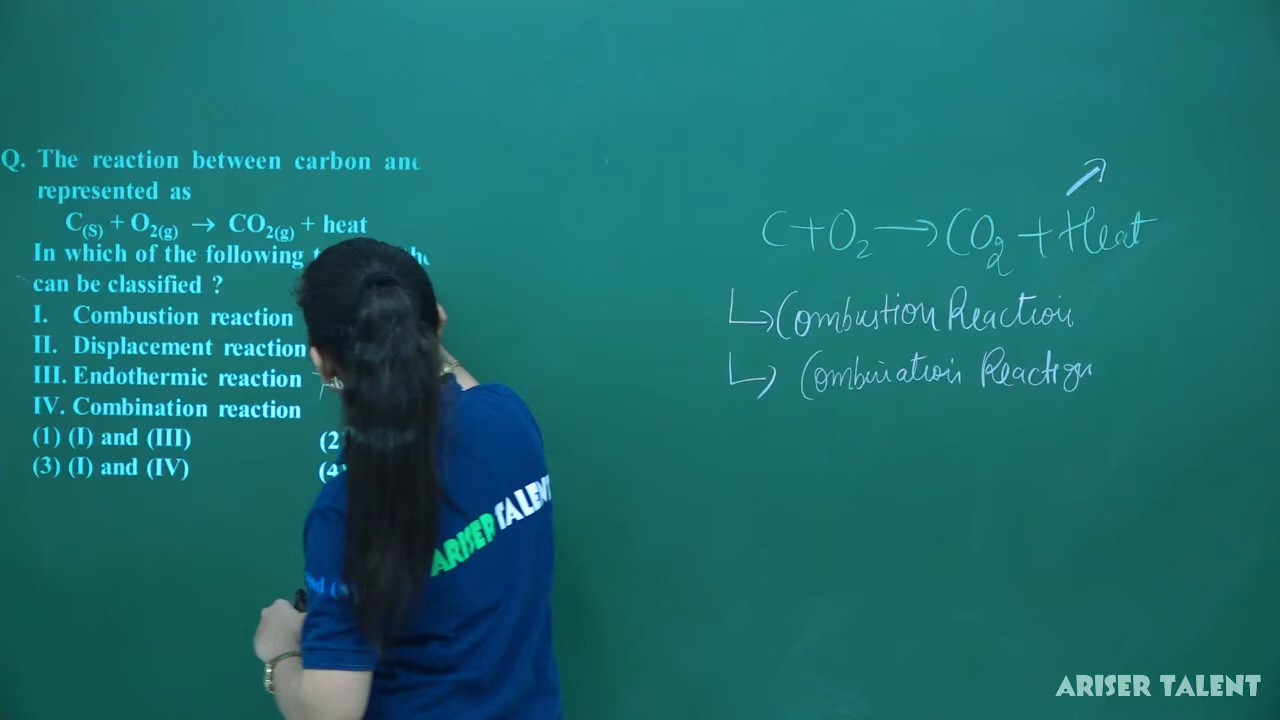 Q. The reaction between carbon and
represented as
C(S) + O2(g) → CO2(g) + heat
In which of the following
can be classified ?
I. Combustion reaction
II. Displacement reaction
III. Endothermic reaction
IV. Combination reaction
(1) (I) and (III) (2
(3) (I) and (IV) (4)
C + O2 → CO2 + Heat
Combustion Reaction
Combination Reaction
ARISER TALENT
ARISER TALENT